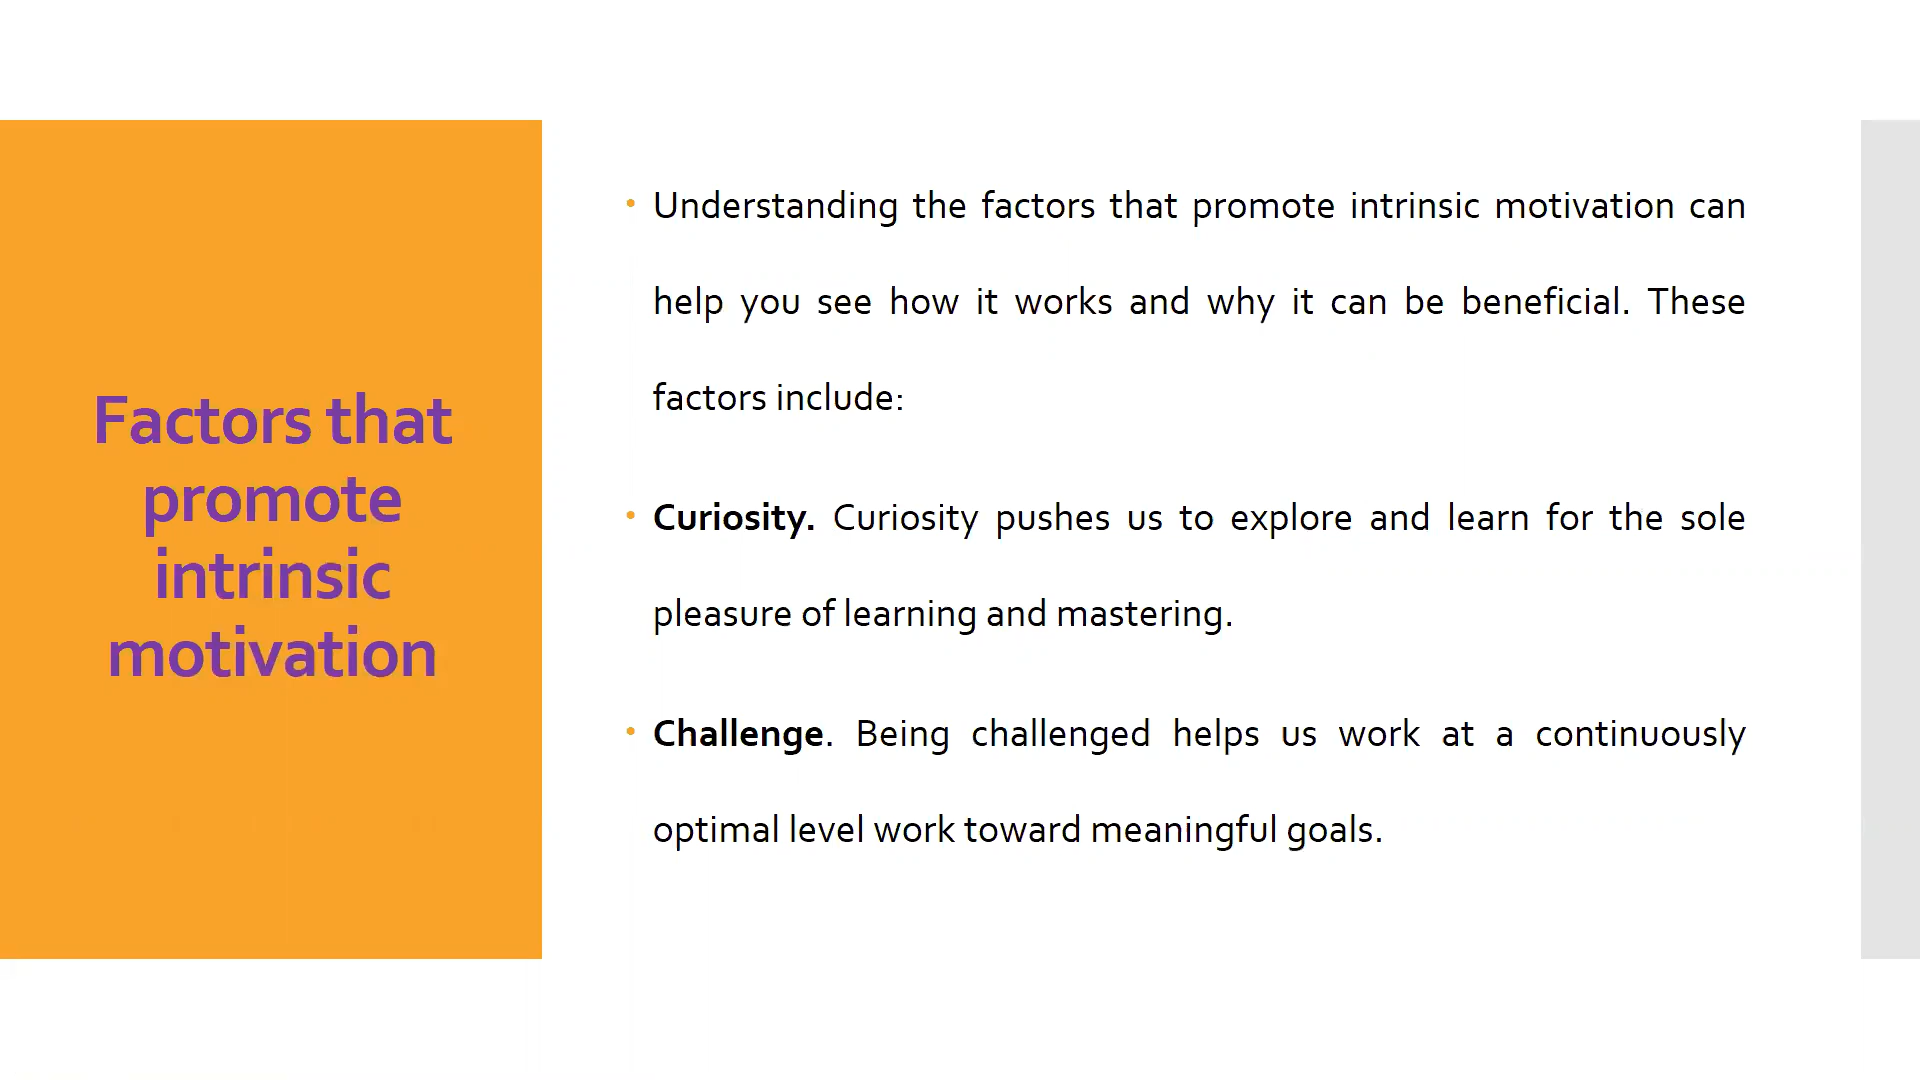 Factors that
promote
intrinsic
motivation
• Understanding the factors that promote intrinsic motivation can
help you see how it works and why it can be beneficial. These
factors include:
• Curiosity. Curiosity pushes us to explore and learn for the sole
pleasure of learning and mastering.
• Challenge. Being challenged helps us work at a continuously
optimal level work toward meaningful goals.